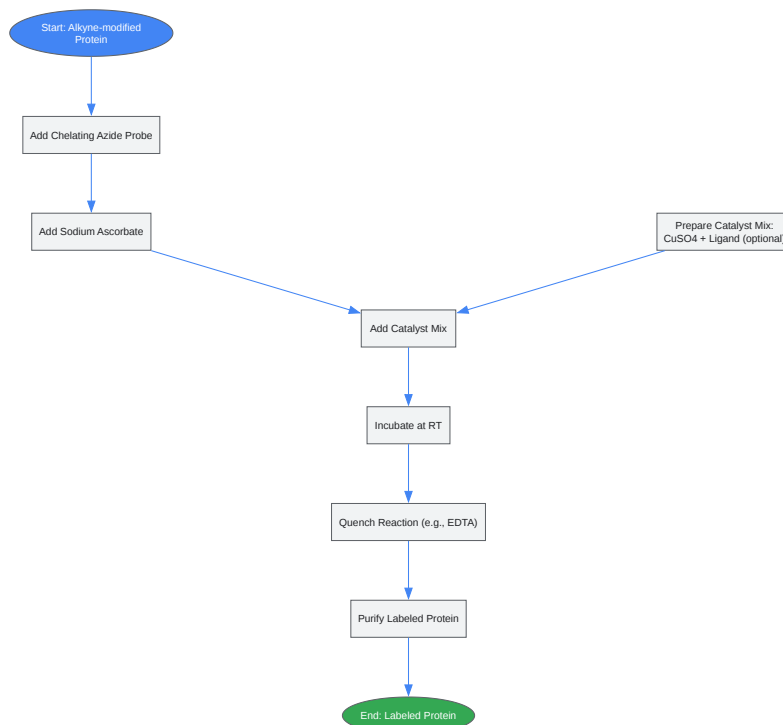 Start: Alkyne-modified
Protein
Add Chelating Azide Probe
Add Sodium Ascorbate
Prepare Catalyst Mix:
CuSO4 + Ligand (optional)
Add Catalyst Mix
Incubate at RT
Quench Reaction (e.g., EDTA)
Purify Labeled Protein
End: Labeled Protein